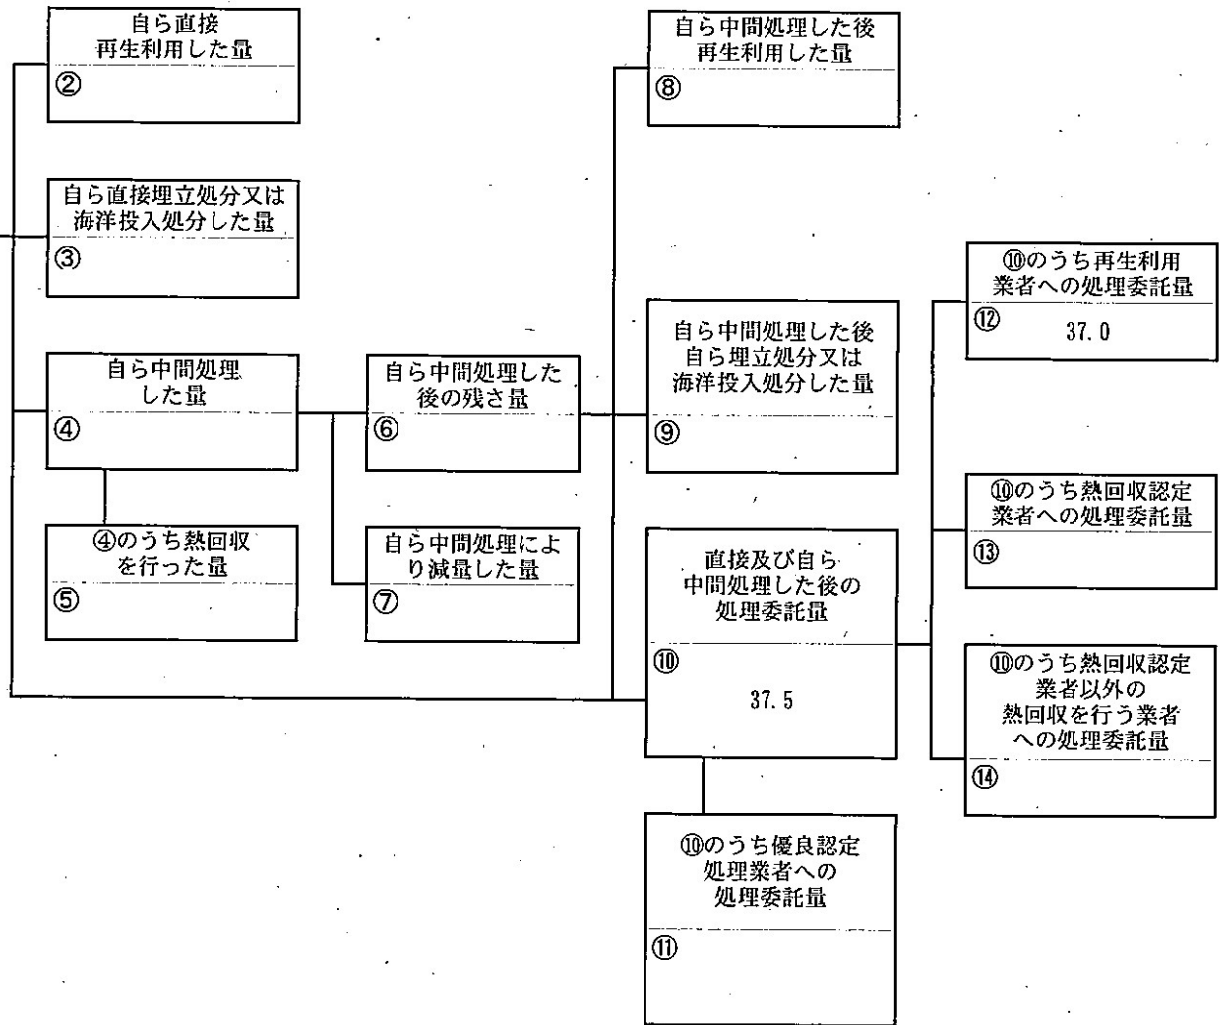 自ら直接
再生利用した量
②
自ら直接埋立処分又は
海洋投入処分した量
③
自ら中間処理
した量
④
④のうち熱回収
を行った量
⑤
自ら中間処理した
後の残さ量
⑥
自ら中間処理によ
り減量した量
⑦
自ら中間処理した後
再生利用した量
⑧
自ら中間処理した後
自ら埋立処分又は
海洋投入処分した量
⑨
直接及び自ら
中間処理した後の
処理委託量
⑩
37.5
⑩のうち優良認定
処理業者への
処理委託量
⑪
⑩のうち再生利用
業者への処理委託量
⑫
37.0
⑩のうち熱回収認定
業者への処理委託量
⑬
⑩のうち熱回収認定
業者以外の
熱回収を行う業者
への処理委託量
⑭